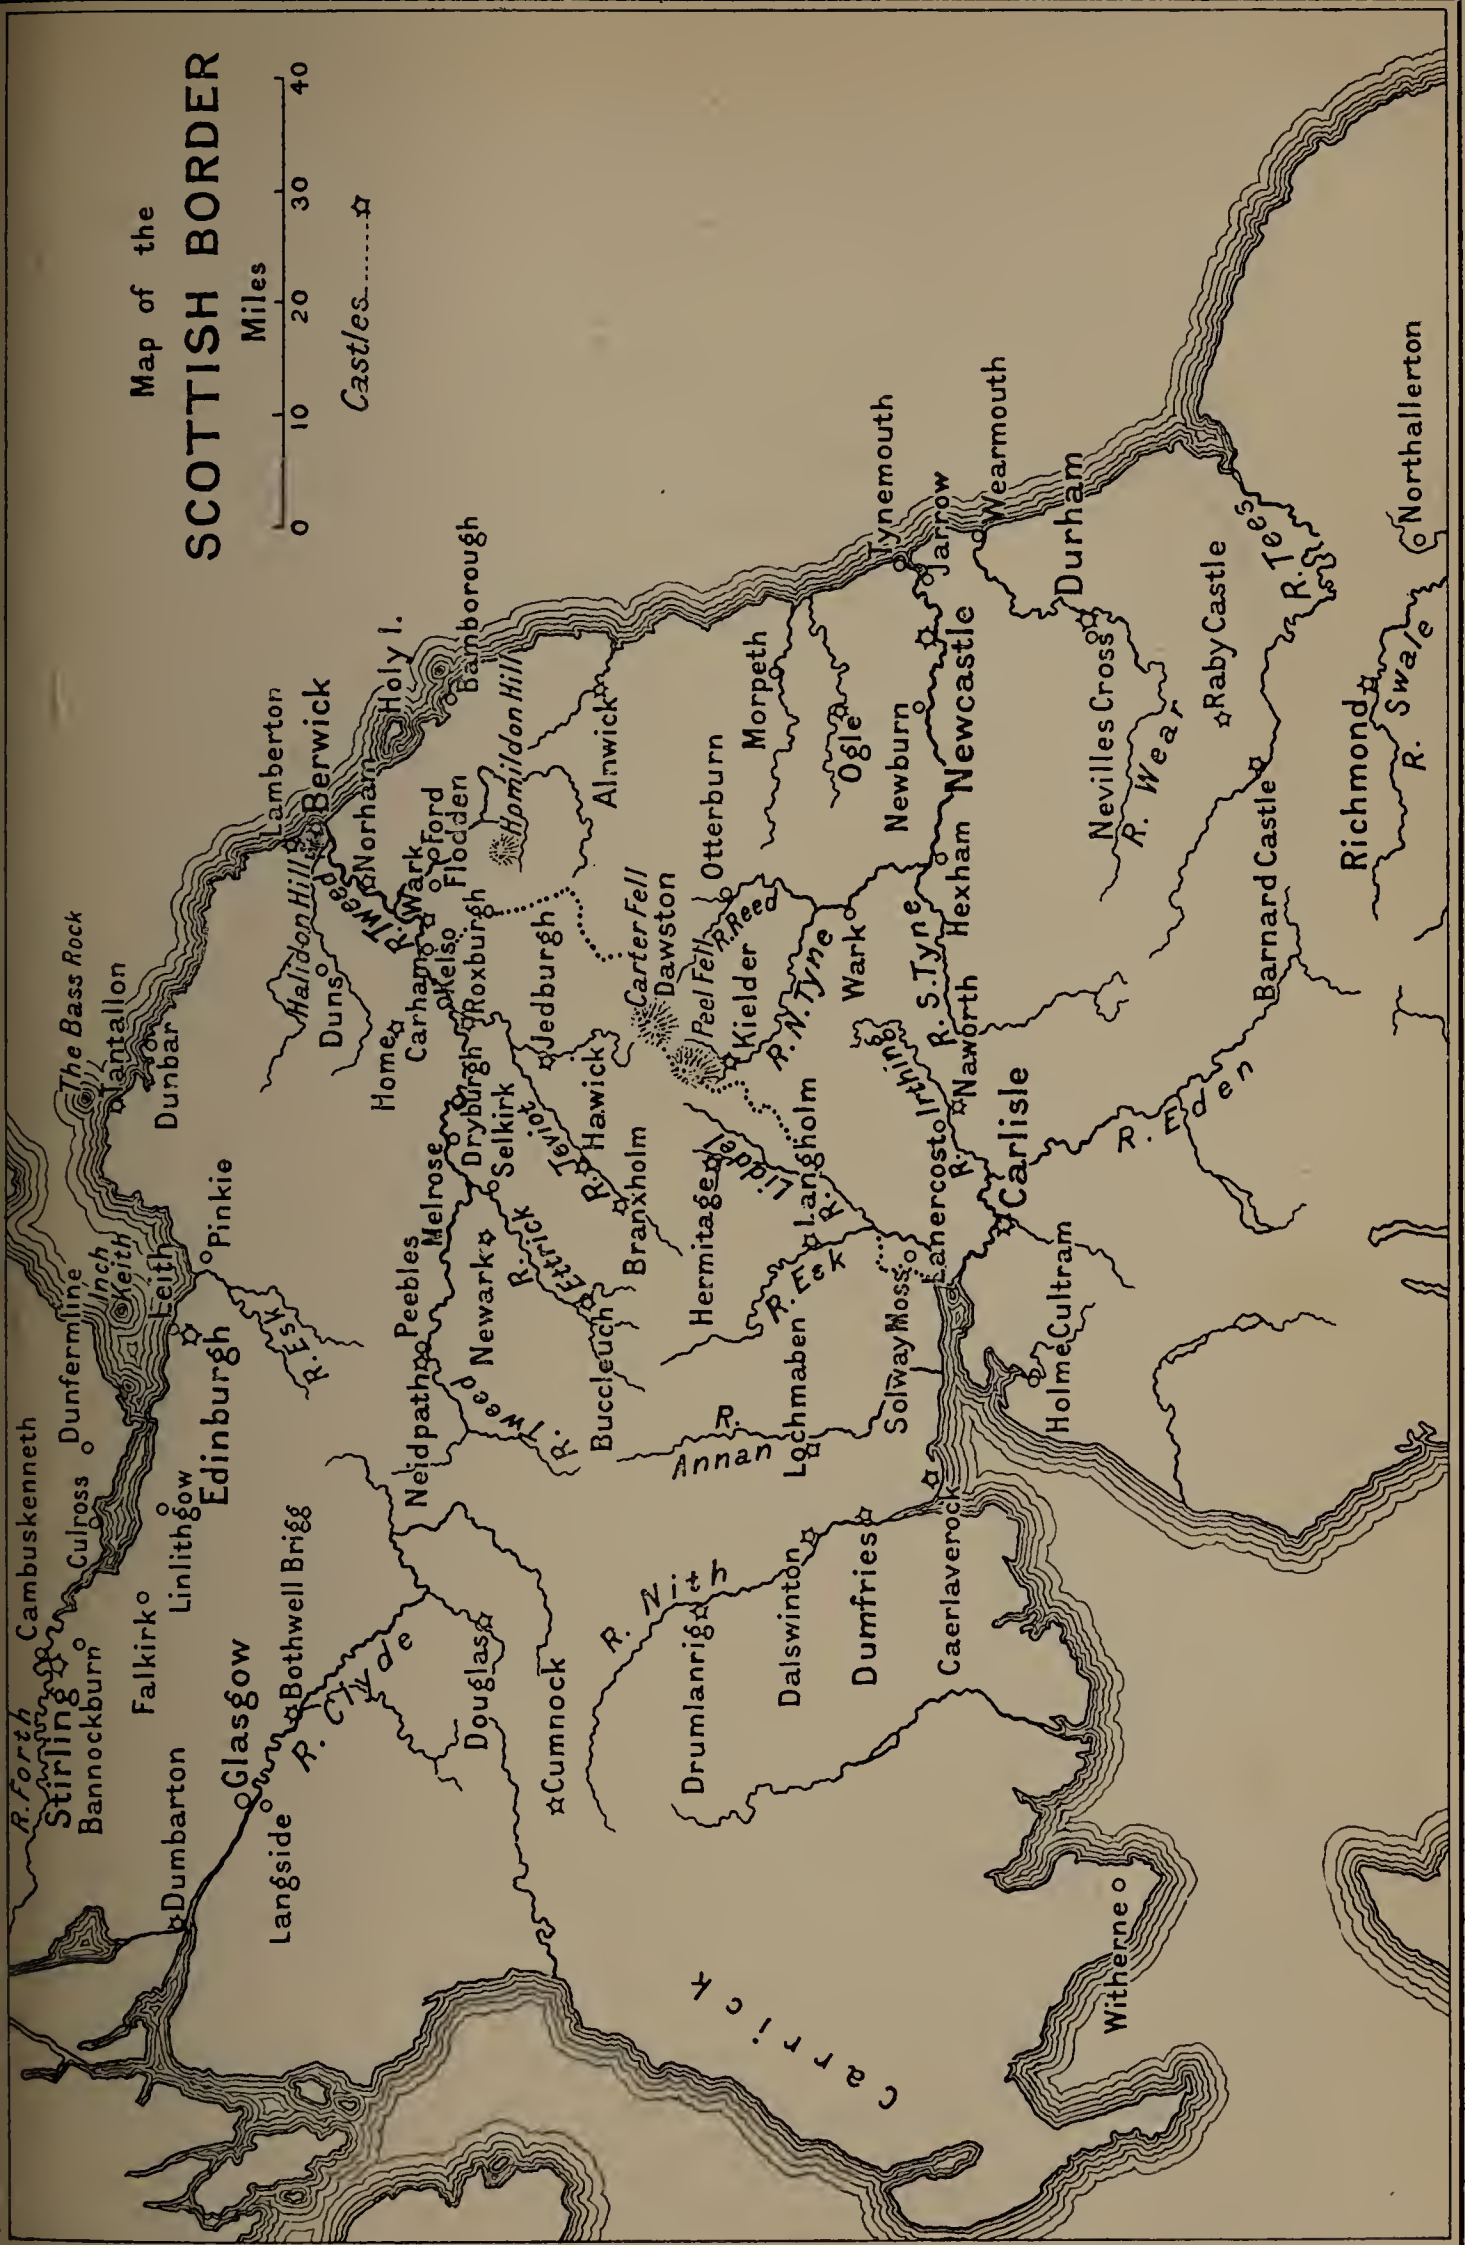 Map of the
SCOTTISH BORDER
Miles
0 10 20 30 40
Castles
R. Forth
Cambuskenneth
Stirling
Bannockburn
Culross
Dunfermline
Inch
Keith
The Bass Rock
Tantallon
Dunbar
Leith
Pinkie
Edinburgh
R. Esk
Falkirk
Linlithgow
Dumbarton
Glasgow
Langside
Bothwell Brigg
R. Clyde
Lamberton
Berwick
Halidon Hill
Duns
Norham
Holy I.
Bamborough
R. Tweed
Wark
Ford
Flodden
Homildon Hill
Home
Carham
Kelso
Roxburgh
Dryburgh
Melrose
Selkirk
Peebles
Neidpath
Newark
R. Tweed
R. Ettrick
Buccleuch
R. Teviot
Hawick
Branxholm
Jedburgh
Carter Fell
Dawston
Peel Fell
Kielder
Otterburn
R. Reed
R. N. Tyne
Wark
Alnwick
Morpeth
Ogle
Newburn
Newcastle
Tynemouth
Jarrow
Wearmouth
Durham
Nevilles Cross
R. Wear
Raby Castle
R. Tees
Barnard Castle
Richmond
R. Swale
Northallerton
Hexham
R. S. Tyne
Naworth
R. Irthing
Lanercost
Carlisle
R. Eden
Holme Cultram
Hermitage
R. Liddel
Langholm
R. Esk
Solway Moss
Lochmaben
R. Annan
Douglas
Cumnock
R. Nith
Drumlanrig
Dalswinton
Dumfries
Caerlaverock
Carrick
Witherne